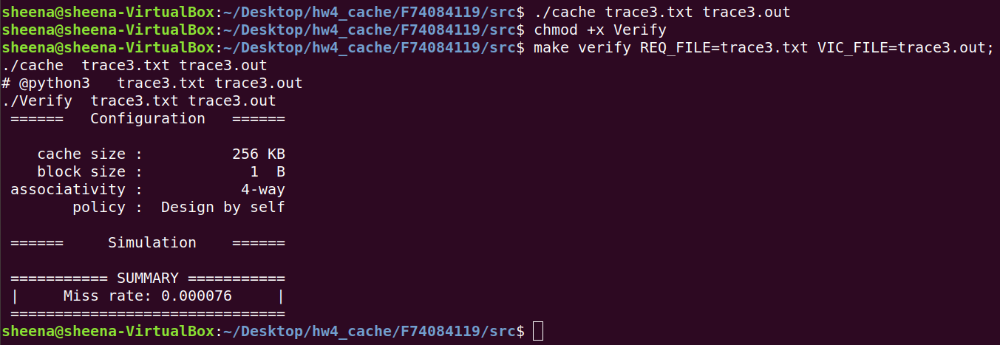 sheena@sheena-VirtualBox:~/Desktop/hw4_cache/F74084119/src$ ./cache trace3.txt trace3.out
sheena@sheena-VirtualBox:~/Desktop/hw4_cache/F74084119/src$ chmod +x Verify
sheena@sheena-VirtualBox:~/Desktop/hw4_cache/F74084119/src$ make verify REQ_FILE=trace3.txt VIC_FILE=trace3.out;
./cache  trace3.txt trace3.out
# @python3   trace3.txt trace3.out
./Verify  trace3.txt trace3.out
 ======   Configuration   ======
    cache size :          256 KB
    block size :            1  B
 associativity :           4-way
        policy :  Design by self
 ======     Simulation    ======
 =========== SUMMARY ===========
 |     Miss rate: 0.000076     |
 ===============================
sheena@sheena-VirtualBox:~/Desktop/hw4_cache/F74084119/src$